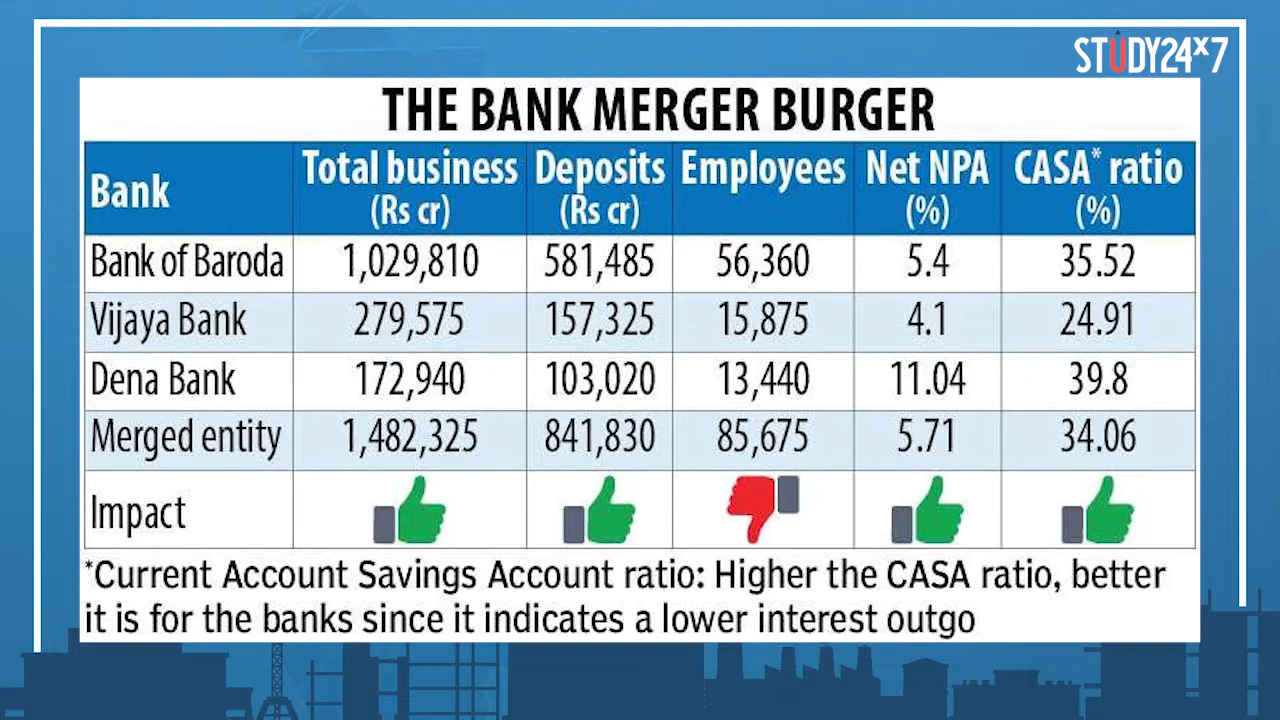 STUDY24x7
THE BANK MERGER BURGER
Bank Total business (Rs cr) Deposits (Rs cr) Employees Net NPA (%) CASA* ratio (%)
Bank of Baroda 1,029,810 581,485 56,360 5.4 35.52
Vijaya Bank 279,575 157,325 15,875 4.1 24.91
Dena Bank 172,940 103,020 13,440 11.04 39.8
Merged entity 1,482,325 841,830 85,675 5.71 34.06
Impact
*Current Account Savings Account ratio: Higher the CASA ratio, better
it is for the banks since it indicates a lower interest outgo